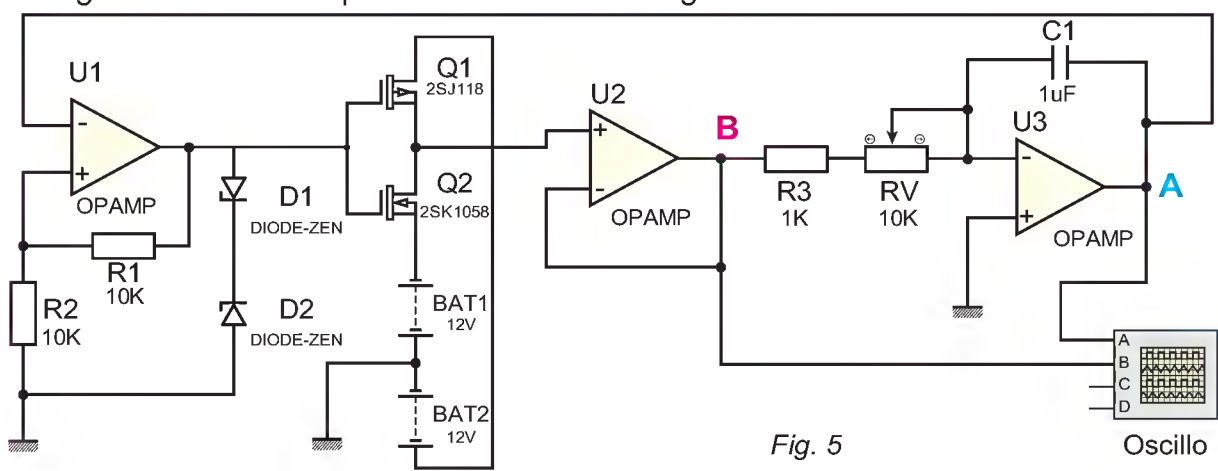 U1
-
+
OPAMP
R1
10K
R2
10K
D1
DIODE-ZEN
D2
DIODE-ZEN
Q1
2SJ118
Q2
2SK1058
BAT1
12V
BAT2
12V
U2
+
-
OPAMP
B
R3
1K
RV
10K
C1
1uF
U3
-
+
OPAMP
A
A
B
C
D
Fig. 5
Oscillo